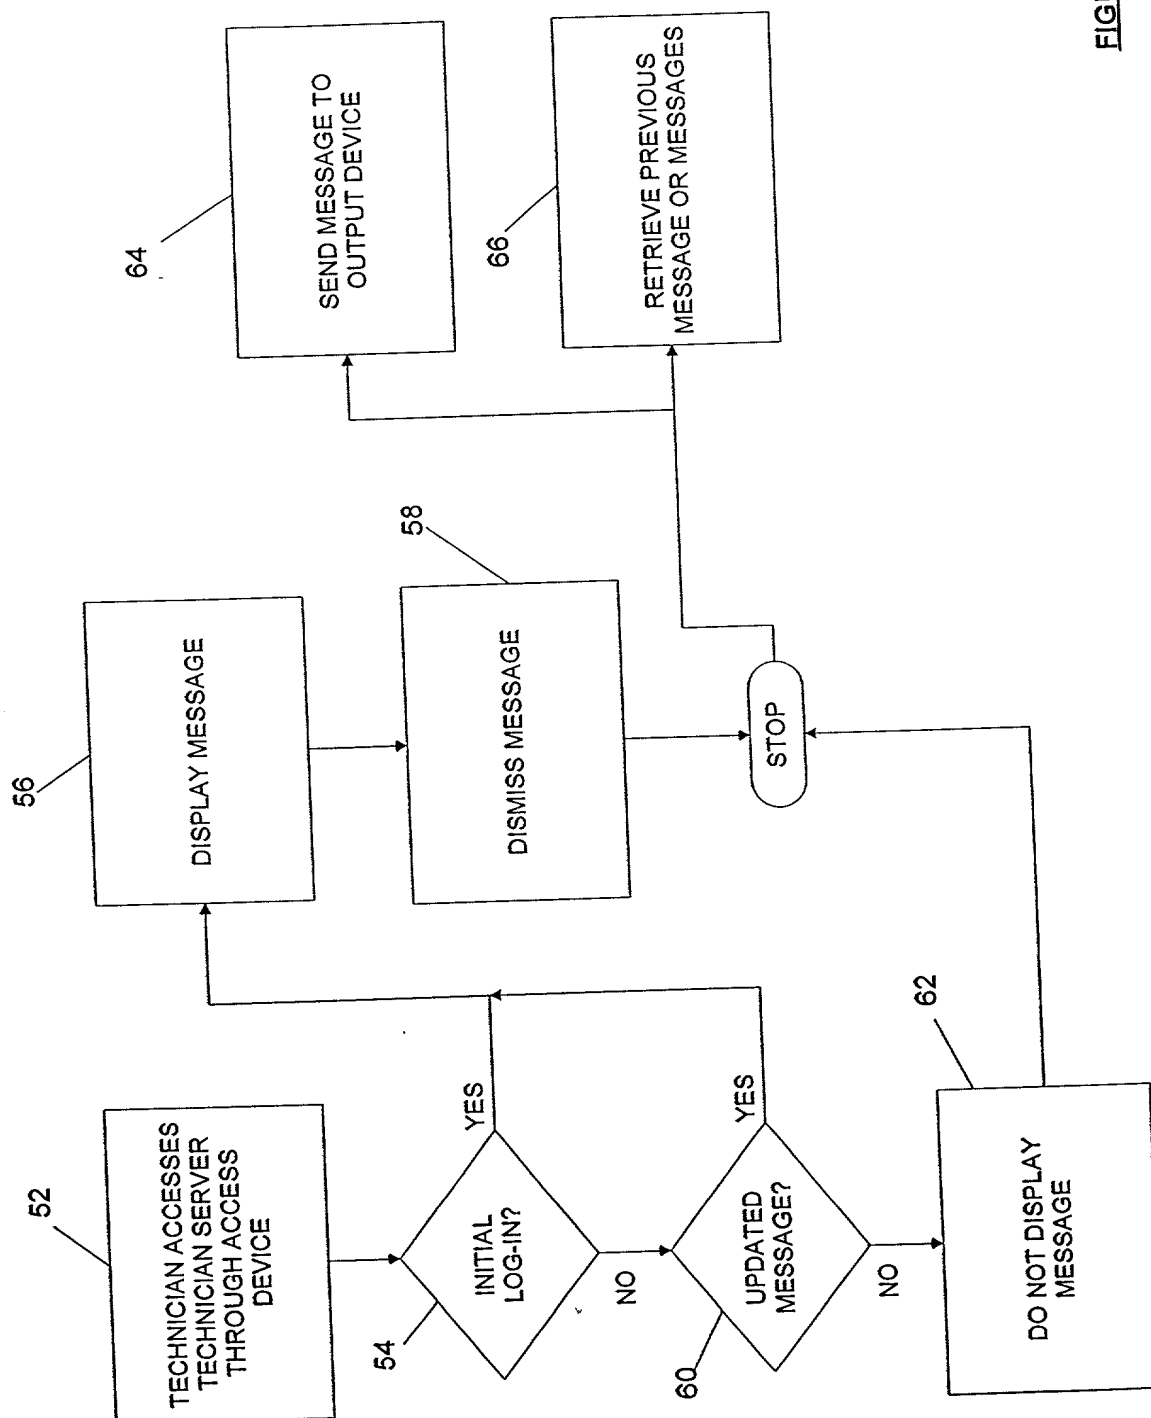 52
TECHNICIAN ACCESSES
TECHNICIAN SERVER
THROUGH ACCESS
DEVICE
54
INITIAL
LOG-IN?
YES
NO
60
UPDATED
MESSAGE?
YES
NO
62
DO NOT DISPLAY
MESSAGE
56
DISPLAY MESSAGE
58
DISMISS MESSAGE
STOP
64
SEND MESSAGE TO
OUTPUT DEVICE
66
RETRIEVE PREVIOUS
MESSAGE OR MESSAGES